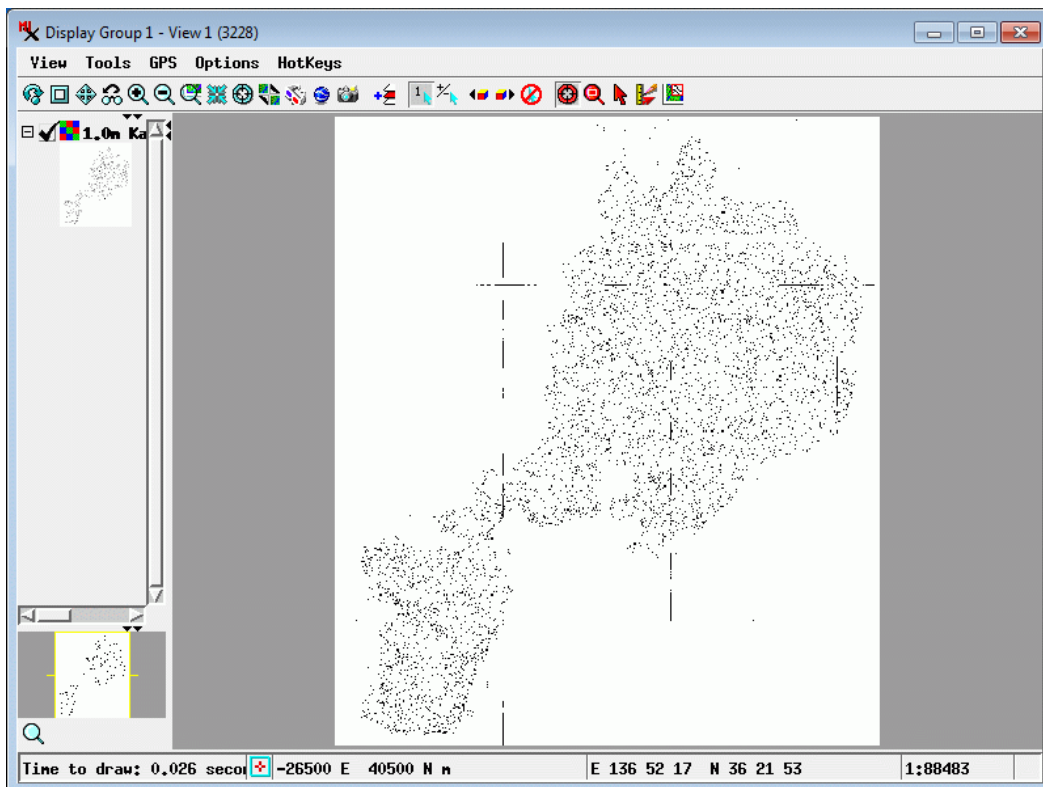 Display Group 1 - View 1 (3228)
View Tools GPS Options HotKeys
1.0m Ka
Time to draw: 0.026 secon -26500 E 40500 N m E 136 52 17 N 36 21 53 1:88483